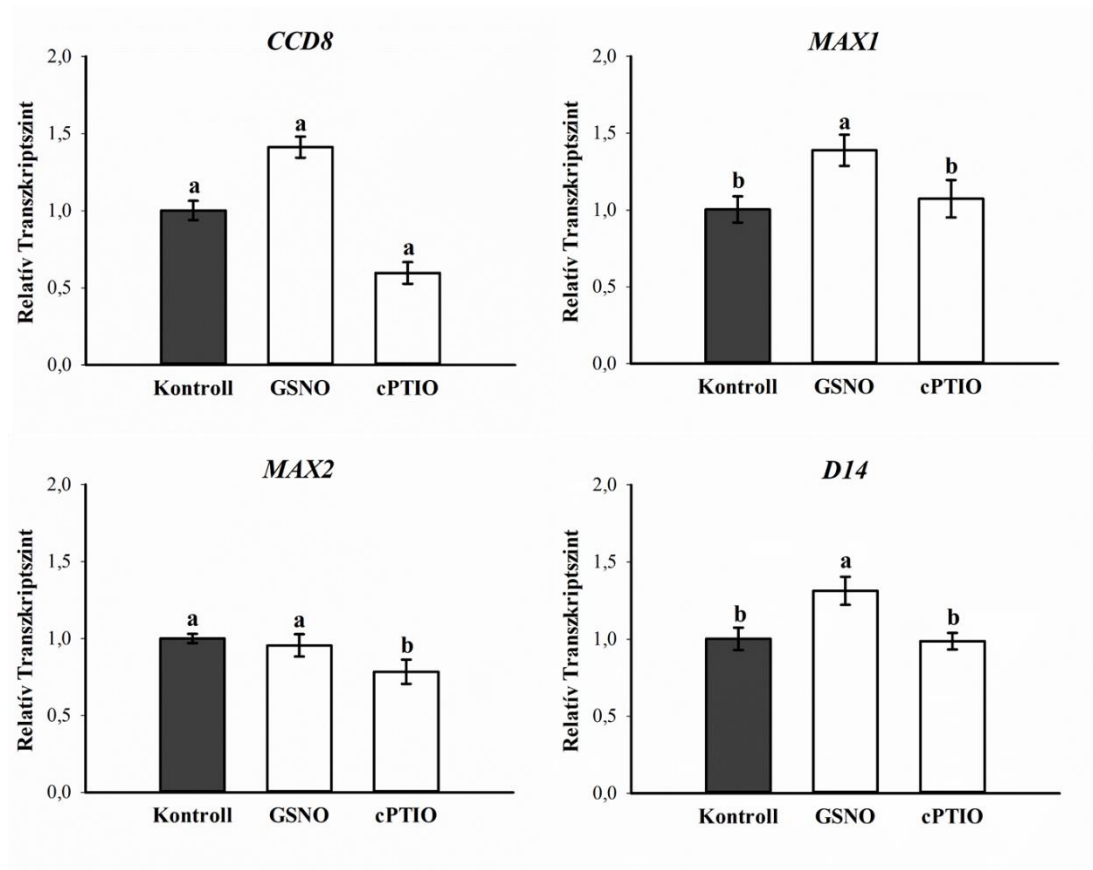 CCD8
Relatív Transzkriptszint
2,0
1,5
1,0
0,5
0,0
a
a
a
Kontroll GSNO cPTIO
MAX1
Relatív Transzkriptszint
2,0
1,5
1,0
0,5
0,0
b
a
b
Kontroll GSNO cPTIO
MAX2
Relatív Transzkriptszint
2,0
1,5
1,0
0,5
0,0
a
a
b
Kontroll GSNO cPTIO
D14
Relatív Transzkriptszint
2,0
1,5
1,0
0,5
0,0
b
a
b
Kontroll GSNO cPTIO